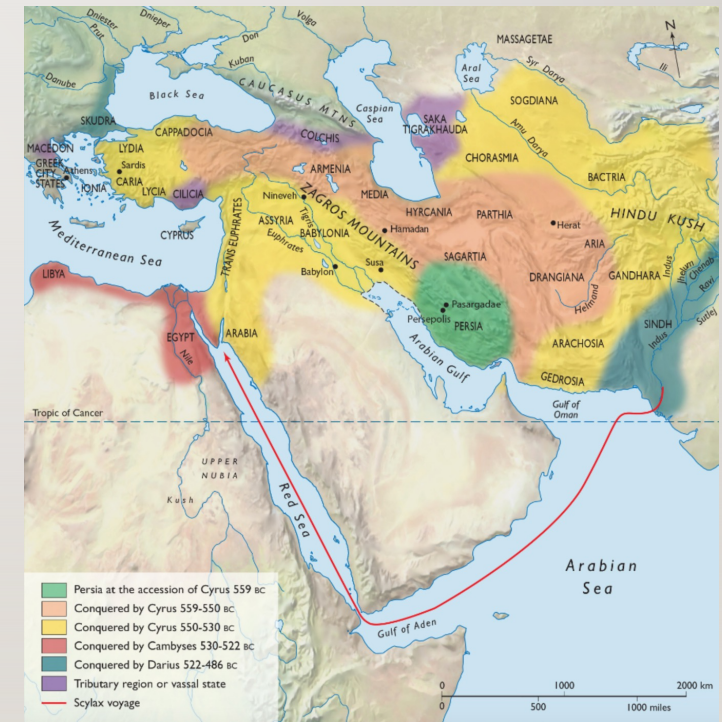 Dniester
Dnieper
Volga
Prut
Don
N
MASSAGETAE
Danube
Kuban
Aral
Sea
Syr Darya
Ili
Black Sea
CAUCASUS MTNS
Caspian
Sea
SOGDIANA
SKUDRA
SAKA
TIGRAKHAUDA
Amu Darya
CAPPADOCIA
COLCHIS
MACEDON
LYDIA
CHORASMIA
GREEK
CITY
STATES
Athens
Sardis
IONIA
CARIA
LYCIA
CILICIA
ARMENIA
BACTRIA
Nineveh
MEDIA
ZAGROS MOUNTAINS
HYRCANIA
PARTHIA
HINDU KUSH
Mediterranean Sea
CYPRUS
TRANS EUPHRATES
ASSYRIA
Tigris
Euphrates
BABYLONIA
Hamadan
Herat
ARIA
SAGARTIA
Susa
Babylon
LIBYA
DRANGIANA
GANDHARA
Indus
Jhelum
Chenab
Ravi
Sutlej
Helmand
Pasargadae
Persepolis
PERSIA
SINDH
Indus
EGYPT
Nile
ARABIA
Arabian Gulf
ARACHOSIA
GEDROSIA
Gulf of
Oman
Tropic of Cancer
UPPER
NUBIA
Kush
Red Sea
Arabian
Sea
Gulf of Aden
Persia at the accession of Cyrus 559 BC
Conquered by Cyrus 559-550 BC
Conquered by Cyrus 550-530 BC
Conquered by Cambyses 530-522 BC
Conquered by Darius 522-486 BC
Tributary region or vassal state
Scylax voyage
0 1000 2000 km
0 500 1000 miles